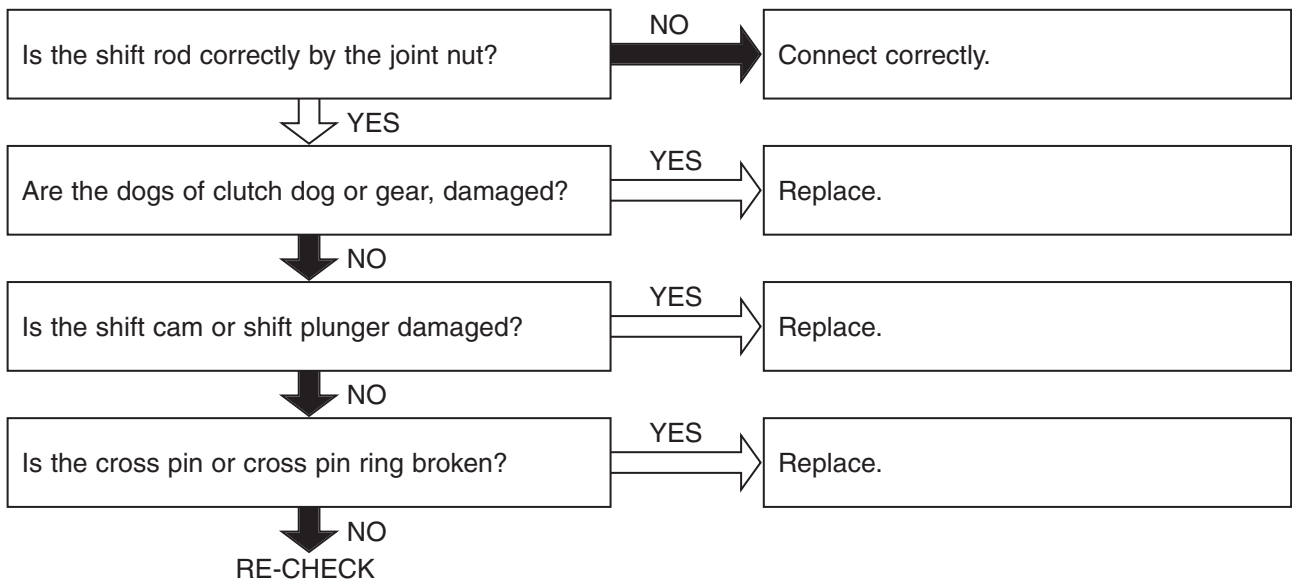 Is the shift rod correctly by the joint nut?
NO
Connect correctly.
YES
Are the dogs of clutch dog or gear, damaged?
YES
Replace.
NO
Is the shift cam or shift plunger damaged?
YES
Replace.
NO
Is the cross pin or cross pin ring broken?
YES
Replace.
NO
RE-CHECK